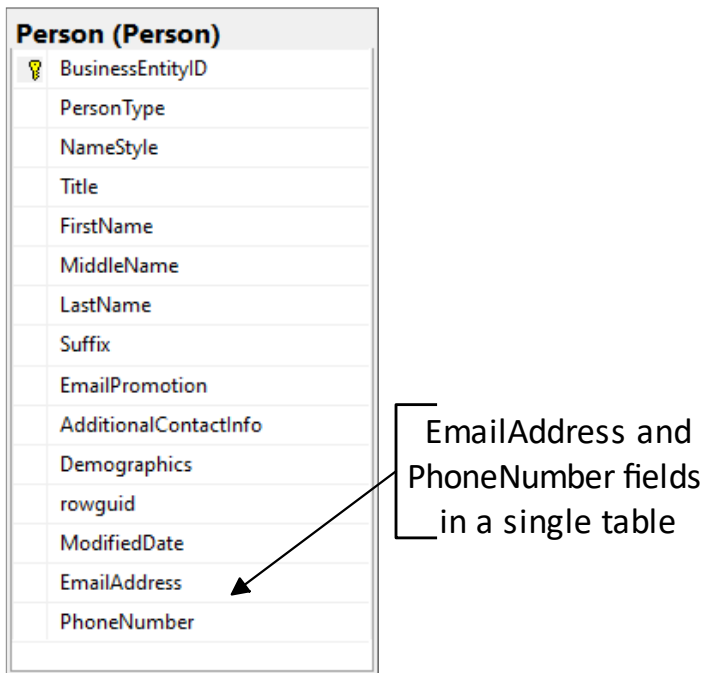 Person (Person)
BusinessEntityID
PersonType
NameStyle
Title
FirstName
MiddleName
LastName
Suffix
EmailPromotion
AdditionalContactInfo
Demographics
rowguid
ModifiedDate
EmailAddress
PhoneNumber
EmailAddress and
PhoneNumber fields
in a single table